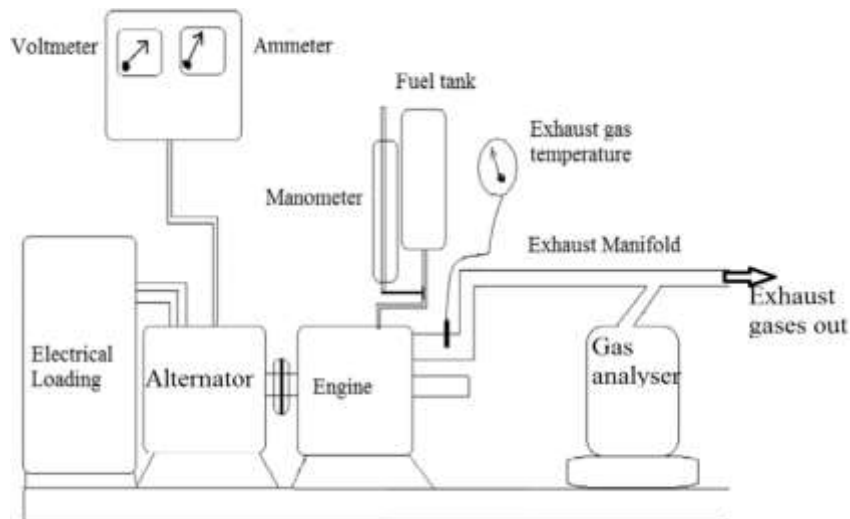 Voltmeter
Ammeter
Fuel tank
Exhaust gas
temperature
Manometer
Exhaust Manifold
Exhaust
gases out
Electrical
Loading
Alternator
Engine
Gas
analyser